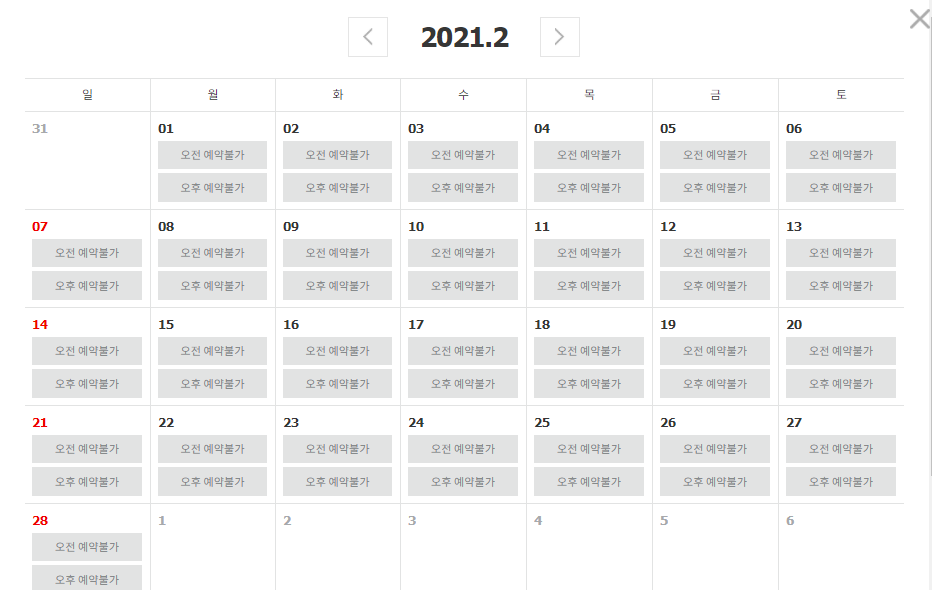 2021.2
일 월 화 수 목 금 토
31 01 02 03 04 05 06
오전 예약불가 오전 예약불가 오전 예약불가 오전 예약불가 오전 예약불가 오전 예약불가
오후 예약불가 오후 예약불가 오후 예약불가 오후 예약불가 오후 예약불가 오후 예약불가
07 08 09 10 11 12 13
오전 예약불가 오전 예약불가 오전 예약불가 오전 예약불가 오전 예약불가 오전 예약불가 오전 예약불가
오후 예약불가 오후 예약불가 오후 예약불가 오후 예약불가 오후 예약불가 오후 예약불가 오후 예약불가
14 15 16 17 18 19 20
오전 예약불가 오전 예약불가 오전 예약불가 오전 예약불가 오전 예약불가 오전 예약불가 오전 예약불가
오후 예약불가 오후 예약불가 오후 예약불가 오후 예약불가 오후 예약불가 오후 예약불가 오후 예약불가
21 22 23 24 25 26 27
오전 예약불가 오전 예약불가 오전 예약불가 오전 예약불가 오전 예약불가 오전 예약불가 오전 예약불가
오후 예약불가 오후 예약불가 오후 예약불가 오후 예약불가 오후 예약불가 오후 예약불가 오후 예약불가
28 1 2 3 4 5 6
오전 예약불가
오후 예약불가